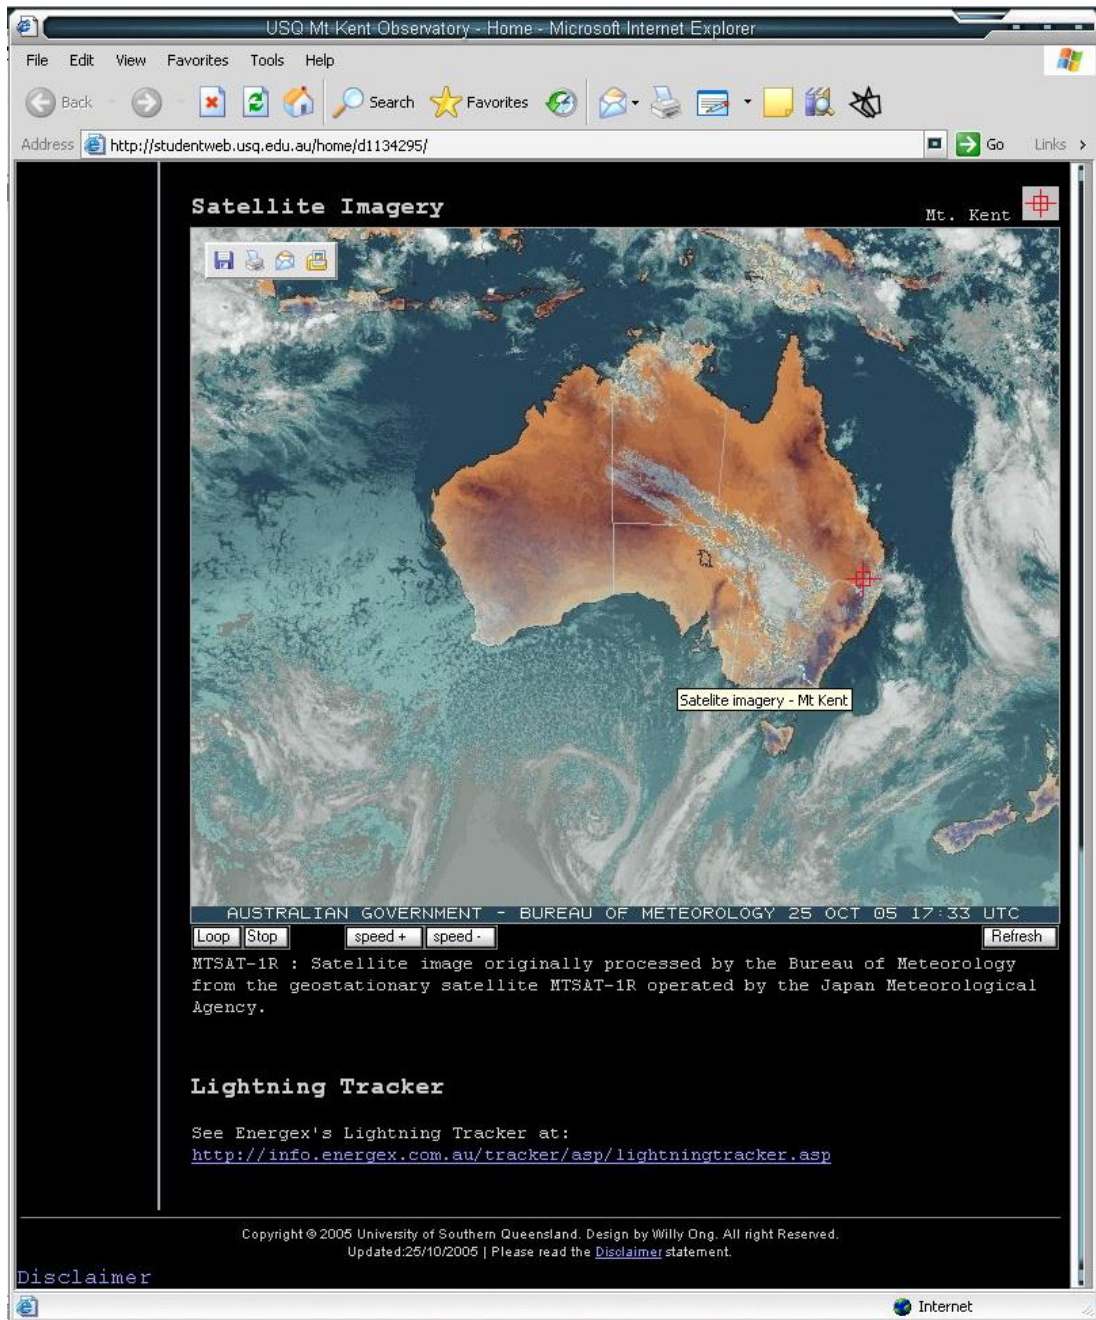 USQ Mt Kent Observatory - Home - Microsoft Internet Explorer
File Edit View Favorites Tools Help
Back Search Favorites
Address http://studentweb.usq.edu.au/home/d1134295/ Go Links
Satellite Imagery
Mt. Kent
Satelite imagery - Mt Kent
AUSTRALIAN GOVERNMENT - BUREAU OF METEOROLOGY 25 OCT 05 17:33 UTC
Loop Stop speed + speed - Refresh
MTSAT-1R : Satellite image originally processed by the Bureau of Meteorology
from the geostationary satellite MTSAT-1R operated by the Japan Meteorological
Agency.
Lightning Tracker
See Energex's Lightning Tracker at:
http://info.energex.com.au/tracker/asp/lightningtracker.asp
Copyright © 2005 University of Southern Queensland. Design by Willy Ong. All right Reserved.
Updated:25/10/2005 | Please read the Disclaimer statement.
Disclaimer
Internet